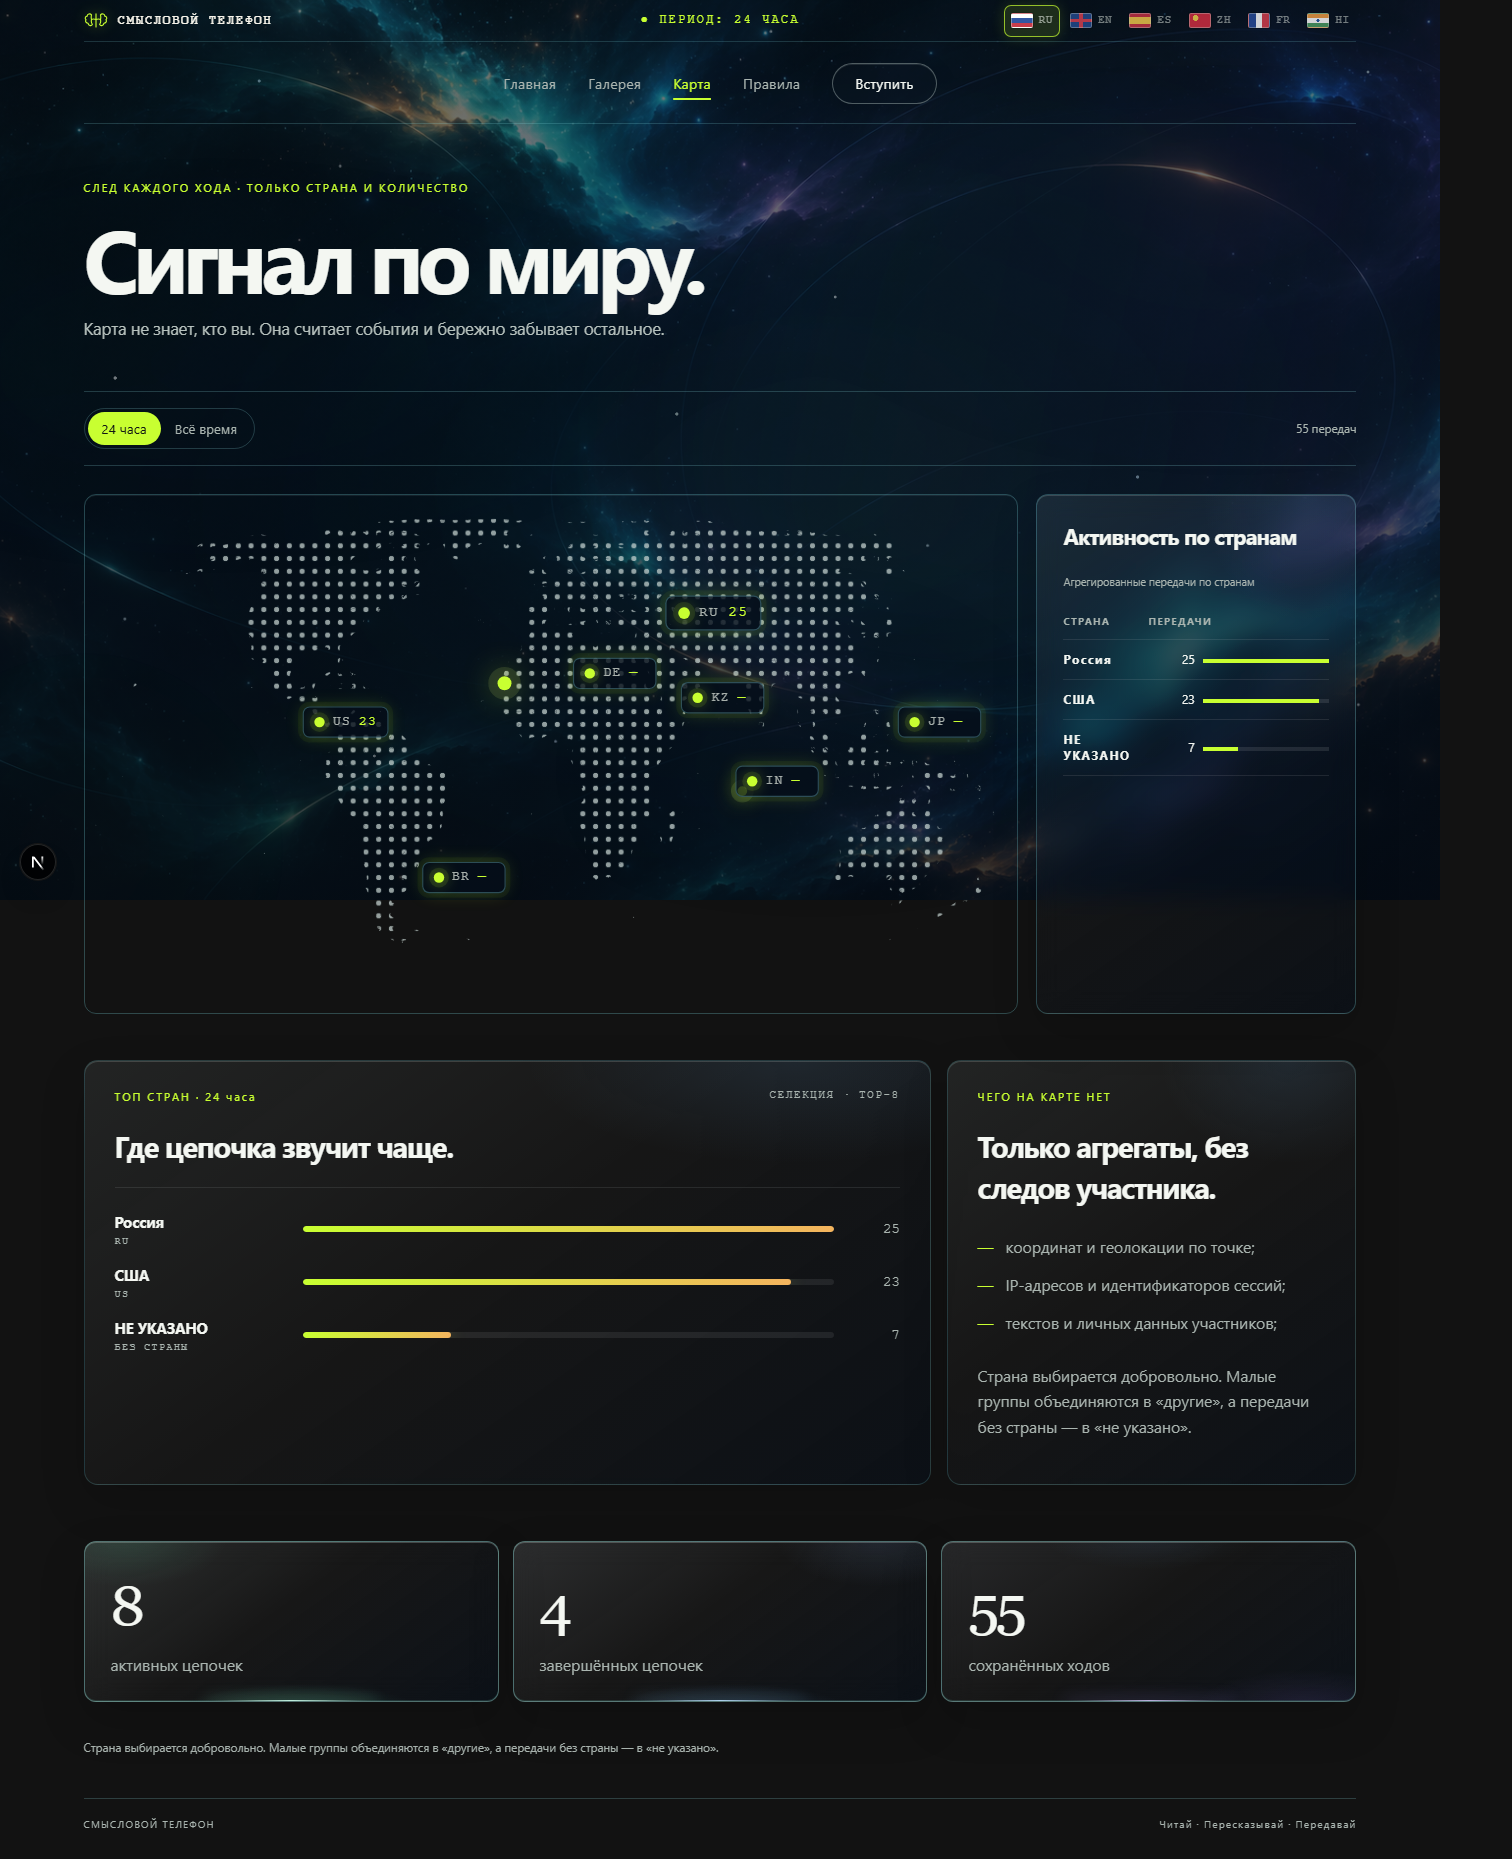 СМЫСЛОВОЙ ТЕЛЕФОН
ПЕРИОД: 24 ЧАСА
RU EN ES ZH FR HI
Главная Галерея Карта Правила Вступить
СЛЕД КАЖДОГО ХОДА · ТОЛЬКО СТРАНА И КОЛИЧЕСТВО
Сигнал по миру.
Карта не знает, кто вы. Она считает события и бережно забывает остальное.
24 часа Всё время
55 передач
RU 25
DE —
KZ —
US 23
JP —
IN —
BR —
N
Активность по странам
Агрегированные передачи по странам
СТРАНА ПЕРЕДАЧИ
Россия 25
США 23
НЕ УКАЗАНО 7
ТОП СТРАН · 24 часа
СЕЛЕКЦИЯ · TOP-8
Где цепочка звучит чаще.
Россия 25
RU
США 23
US
НЕ УКАЗАНО 7
БЕЗ СТРАНЫ
ЧЕГО НА КАРТЕ НЕТ
Только агрегаты, без
следов участника.
— координат и геолокации по точке;
— IP-адресов и идентификаторов сессий;
— текстов и личных данных участников;
Страна выбирается добровольно. Малые
группы объединяются в «другие», а передачи
без страны — в «не указано».
8
активных цепочек
4
завершённых цепочек
55
сохранённых ходов
Страна выбирается добровольно. Малые группы объединяются в «другие», а передачи без страны — в «не указано».
СМЫСЛОВОЙ ТЕЛЕФОН
Читай · Пересказывай · Передавай